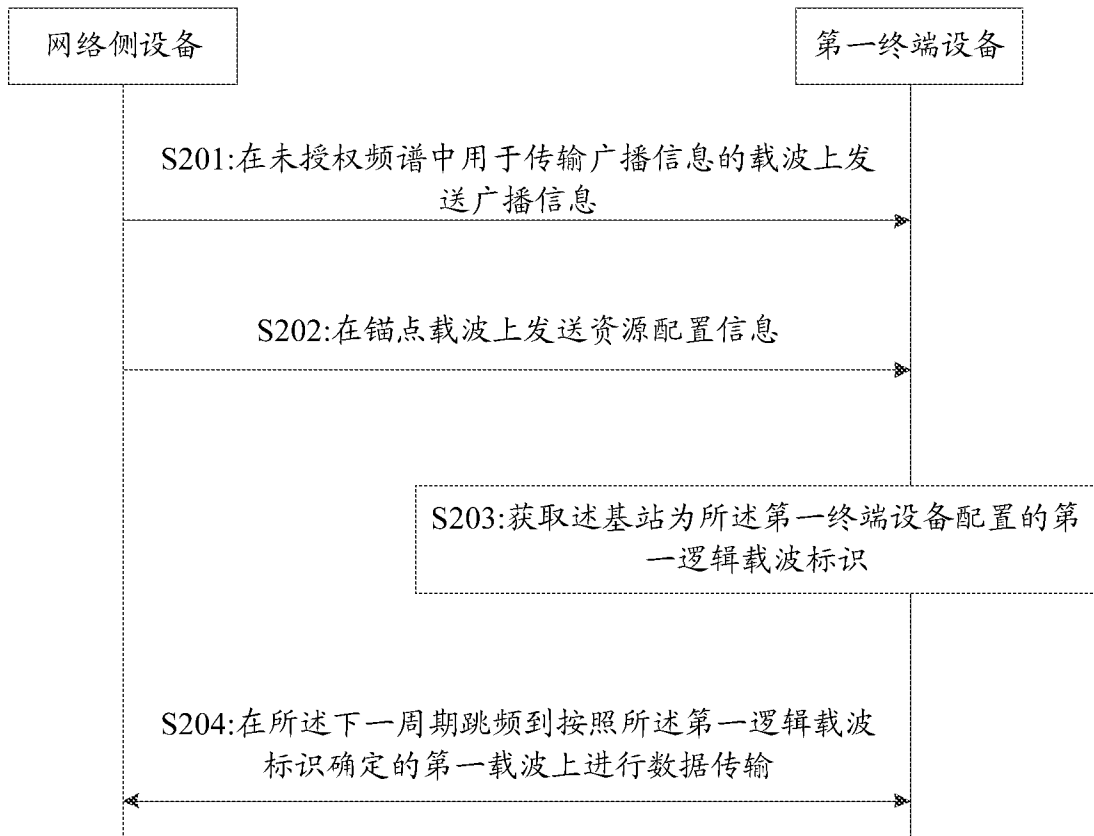 网络侧设备
第一终端设备
S201:在未授权频谱中用于传输广播信息的载波上发
送广播信息
S202:在锚点载波上发送资源配置信息
S203:获取述基站为所述第一终端设备配置的第
一逻辑载波标识
S204:在所述下一周期跳频到按照所述第一逻辑载波
标识确定的第一载波上进行数据传输